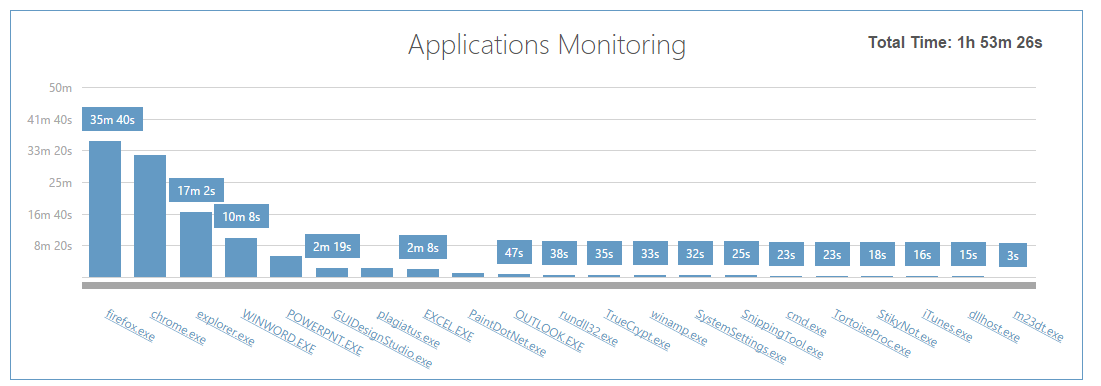 Applications Monitoring
Total Time: 1h 53m 26s
50m
41m 40s
33m 20s
25m
16m 40s
8m 20s
35m 40s
17m 2s
10m 8s
2m 19s
2m 8s
47s
38s
35s
33s
32s
25s
23s
23s
18s
16s
15s
3s
firefox.exe
chrome.exe
explorer.exe
WINWORD.EXE
POWERPNT.EXE
GUIDesignStudio.exe
plagiatus.exe
EXCEL.EXE
PaintDotNet.exe
OUTLOOK.EXE
rundll32.exe
TrueCrypt.exe
winamp.exe
SystemSettings.exe
SnippingTool.exe
cmd.exe
TortoiseProc.exe
StikyNot.exe
iTunes.exe
dllhost.exe
m23dt.exe